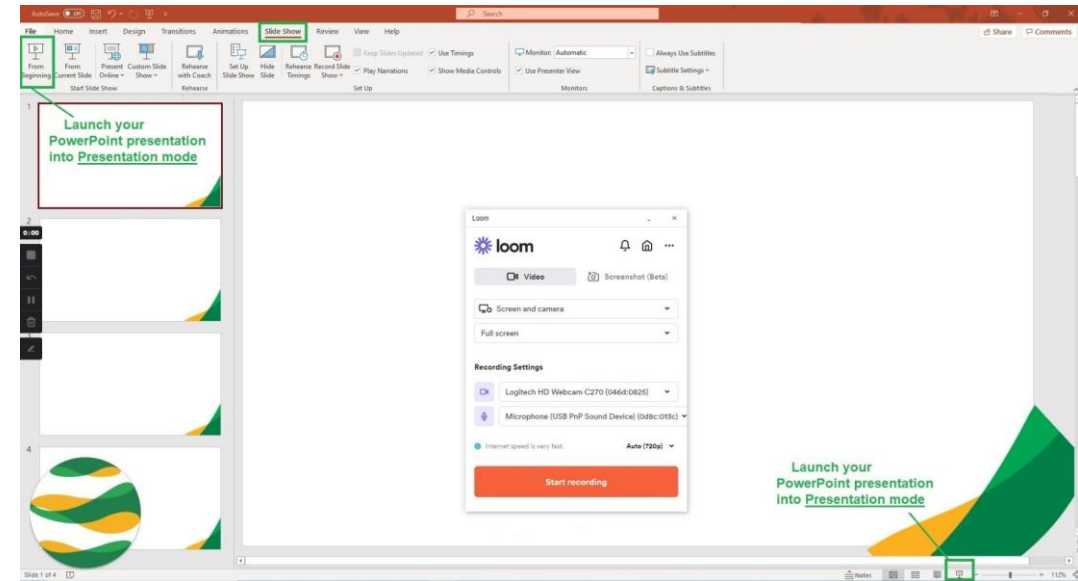 AutoSave Off
Search
File Home Insert Design Transitions Animations Slide Show Review View Help
Share Comments
From Beginning
From Current Slide
Present Online
Custom Slide Show
Rehearse with Coach
Set Up Slide Show
Hide Slide
Rehearse Timings
Record Slide Show
Keep Slides Updated
Play Narrations
Use Timings
Show Media Controls
Monitor: Automatic
Use Presenter View
Always Use Subtitles
Subtitle Settings
Start Slide Show
Rehearse
Set Up
Monitors
Captions & Subtitles
1
Launch your
PowerPoint presentation
into Presentation mode
2
0:00
4
Loom
loom
Video
Screenshot (Beta)
Screen and camera
Full screen
Recording Settings
Logitech HD Webcam C270 (046d:0825)
Microphone (USB PnP Sound Device) (0d8c:013c)
Internet speed is very fast.
Auto (720p)
Start recording
Launch your
PowerPoint presentation
into Presentation mode
Slide 1 of 4
Notes
112%